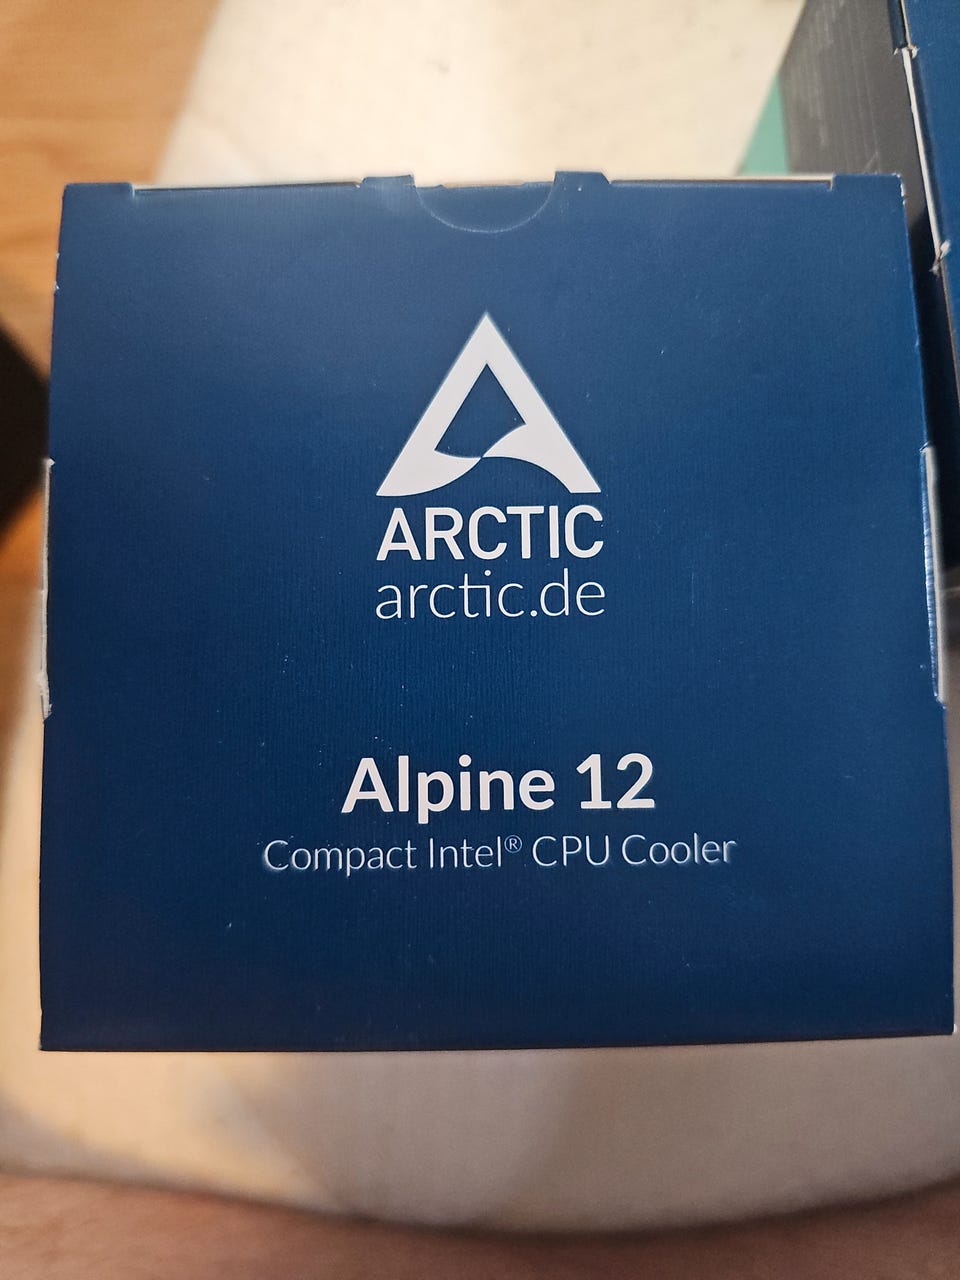 ARCTIC
arctic.de
Alpine 12
Compact Intel® CPU Cooler